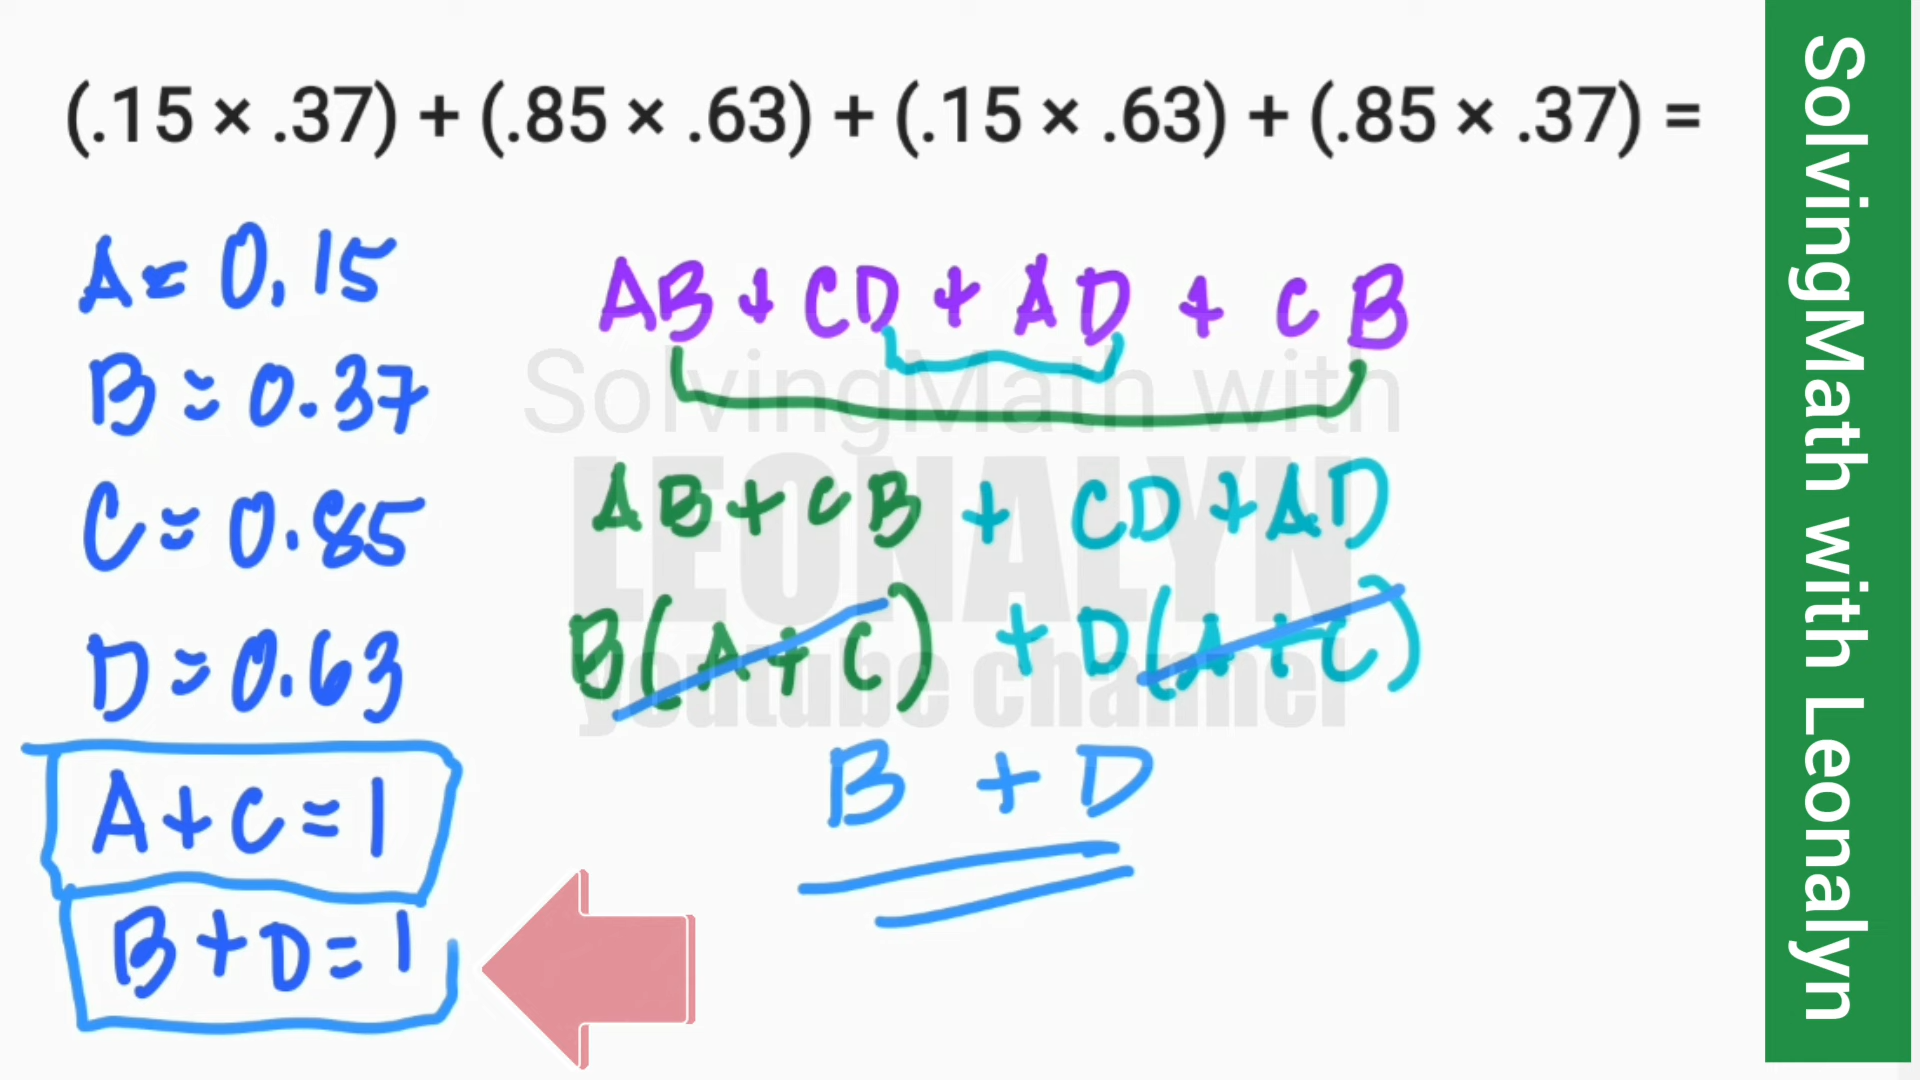 (.15 × .37) + (.85 × .63) + (.15 × .63) + (.85 × .37) =
A = 0.15
B = 0.37
C = 0.85
D = 0.63
A + C = 1
B + D = 1
AB + CD + AD + CB
AB + CB + CD + AD
B(A + C) + D(A + C)
B + D
SolvingMath with
LEONALYN
youtube channel
SolvingMath with Leonalyn